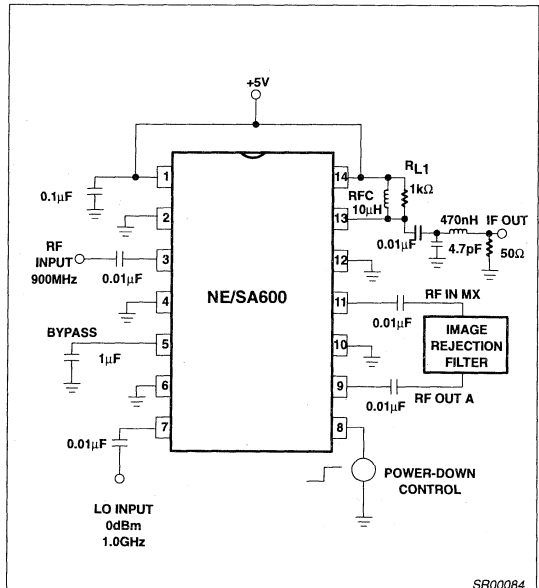 +5V
1
14
RL1
0.1µF
RFC
10µH
1kΩ
2
13
470nH
IF OUT
0.01µF
4.7pF
50Ω
RF
INPUT
900MHz
0.01µF
3
12
NE/SA600
4
11
RF IN MX
0.01µF
IMAGE
REJECTION
FILTER
BYPASS
1µF
5
10
6
9
RF OUT A
0.01µF
0.01µF
7
8
POWER-DOWN
CONTROL
LO INPUT
0dBm
1.0GHz
SR00084